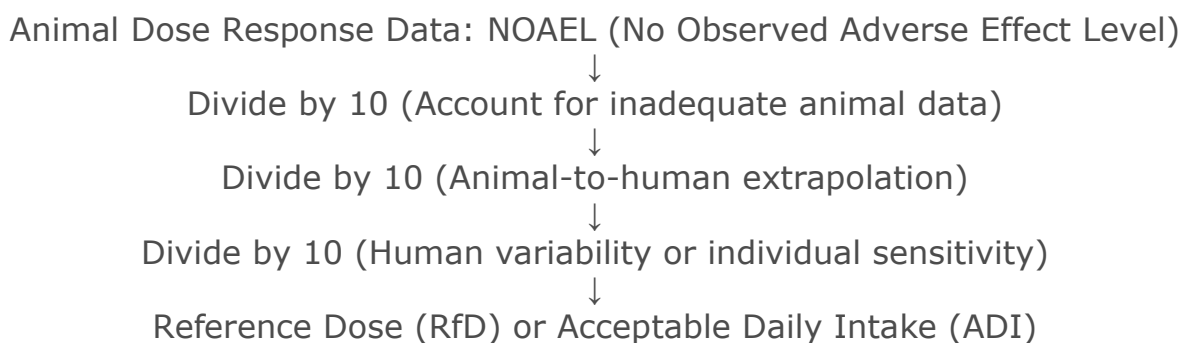 Animal Dose Response Data: NOAEL (No Observed Adverse Effect Level)
↓
Divide by 10 (Account for inadequate animal data)
↓
Divide by 10 (Animal-to-human extrapolation)
↓
Divide by 10 (Human variability or individual sensitivity)
↓
Reference Dose (RfD) or Acceptable Daily Intake (ADI)